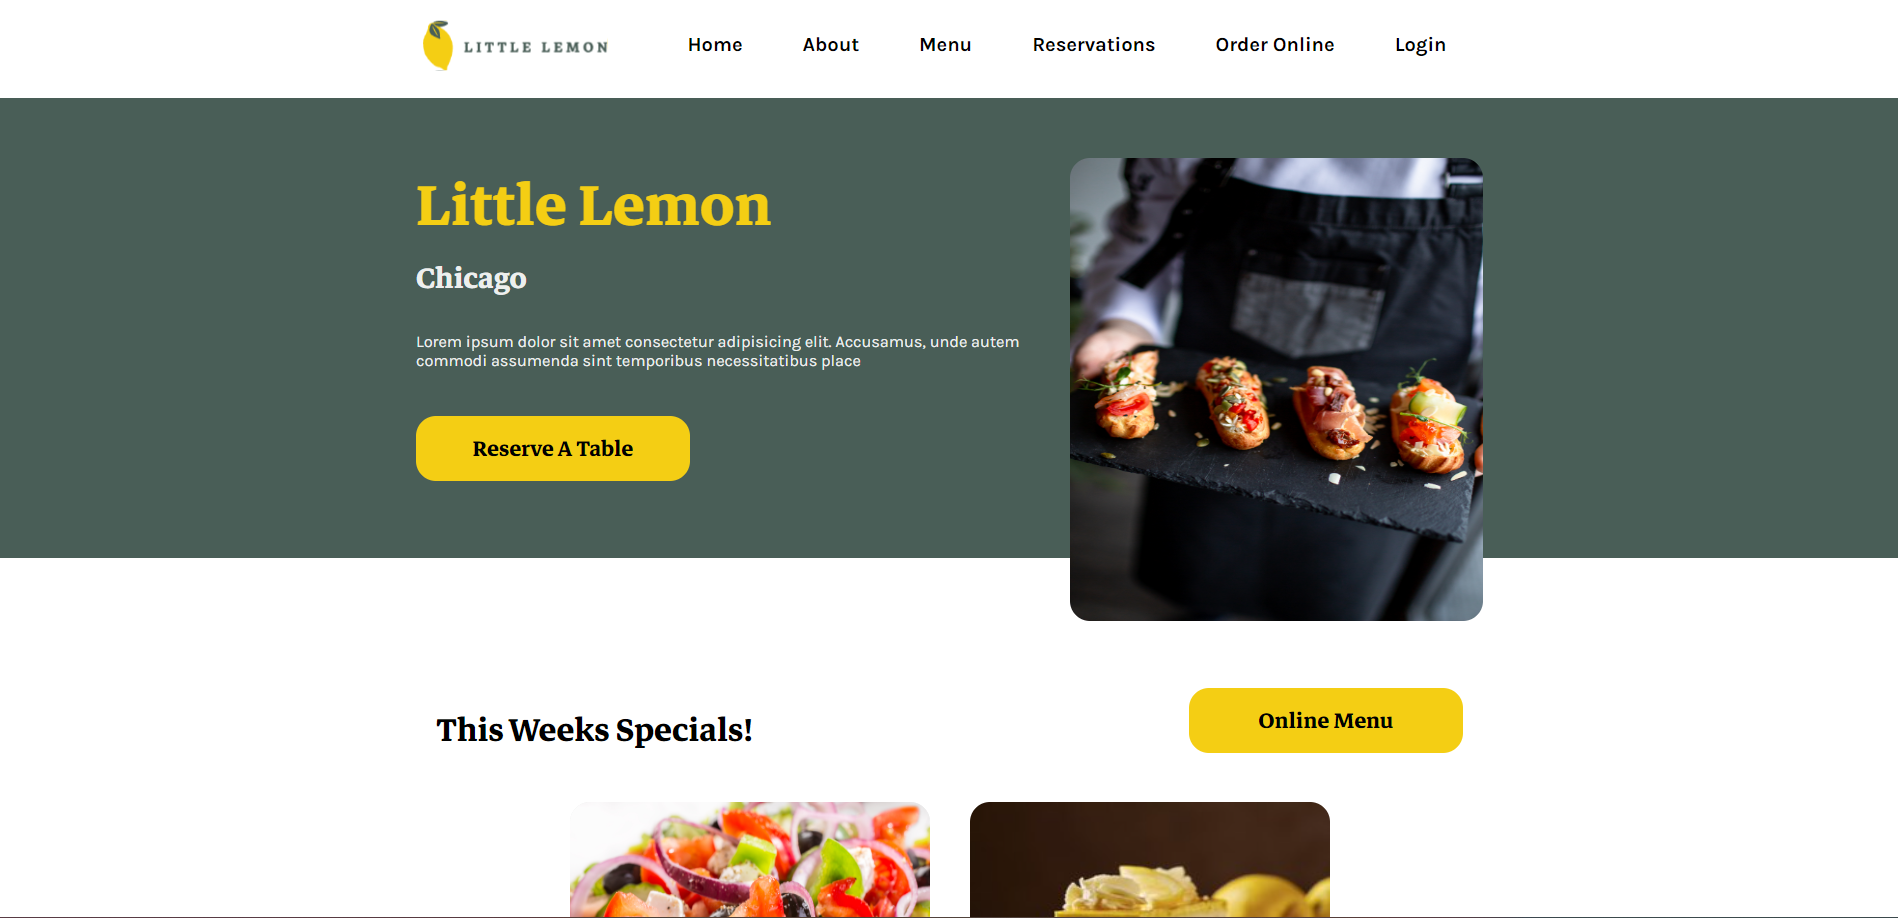 LITTLE LEMON
Home About Menu Reservations Order Online Login
Little Lemon
Chicago
Lorem ipsum dolor sit amet consectetur adipisicing elit. Accusamus, unde autem
commodi assumenda sint temporibus necessitatibus place
Reserve A Table
This Weeks Specials!
Online Menu